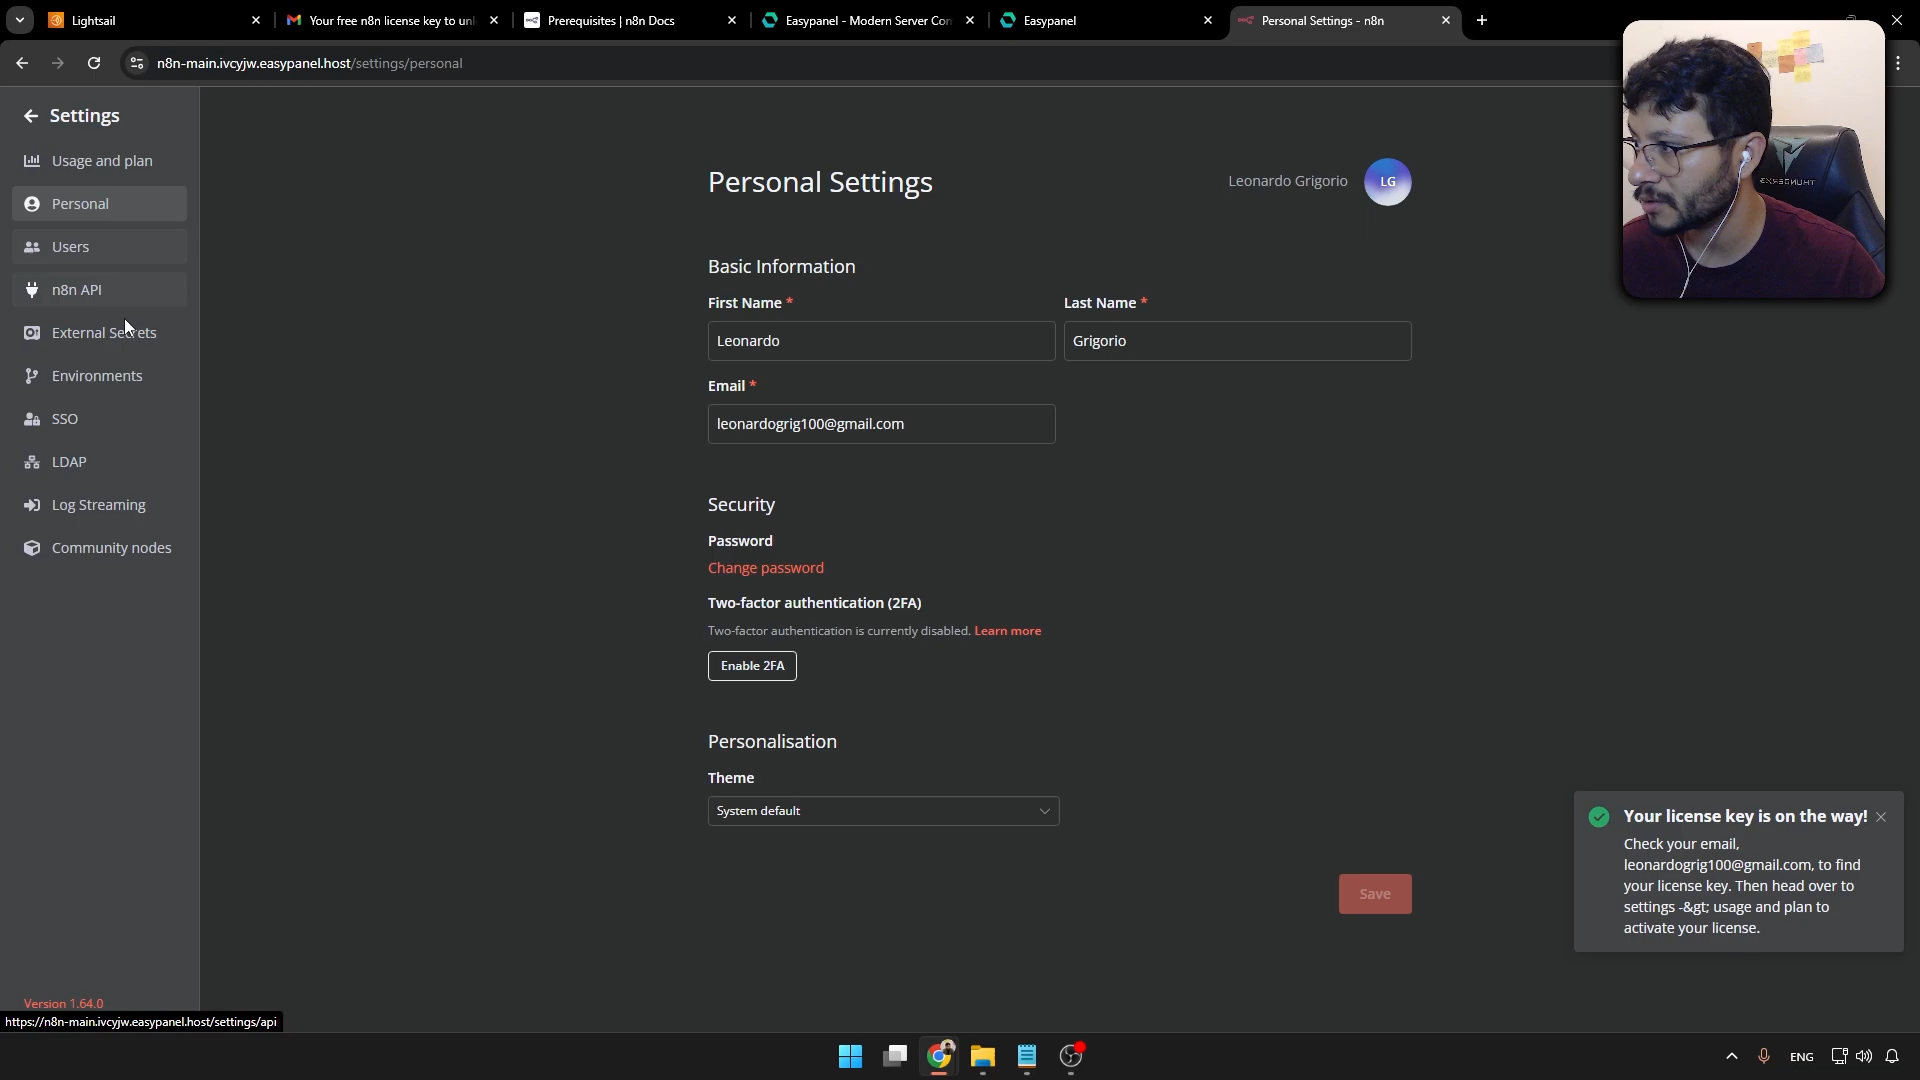 Lightsail
Your free n8n license key to un
Prerequisites | n8n Docs
Easypanel - Modern Server Con
Easypanel
Personal Settings - n8n
n8n-main.ivcyjw.easypanel.host/settings/personal
Settings
Usage and plan
Personal
Users
n8n API
External Secrets
Environments
SSO
LDAP
Log Streaming
Community nodes
Version 1.64.0
https://n8n-main.ivcyjw.easypanel.host/settings/api
Personal Settings
Leonardo Grigorio
LG
Basic Information
First Name *
Last Name *
Leonardo
Grigorio
Email *
leonardogrig100@gmail.com
Security
Password
Change password
Two-factor authentication (2FA)
Two-factor authentication is currently disabled. Learn more
Enable 2FA
Personalisation
Theme
System default
Save
Your license key is on the way!
Check your email,
leonardogrig100@gmail.com, to find
your license key. Then head over to
settings -&gt; usage and plan to
activate your license.
ENG